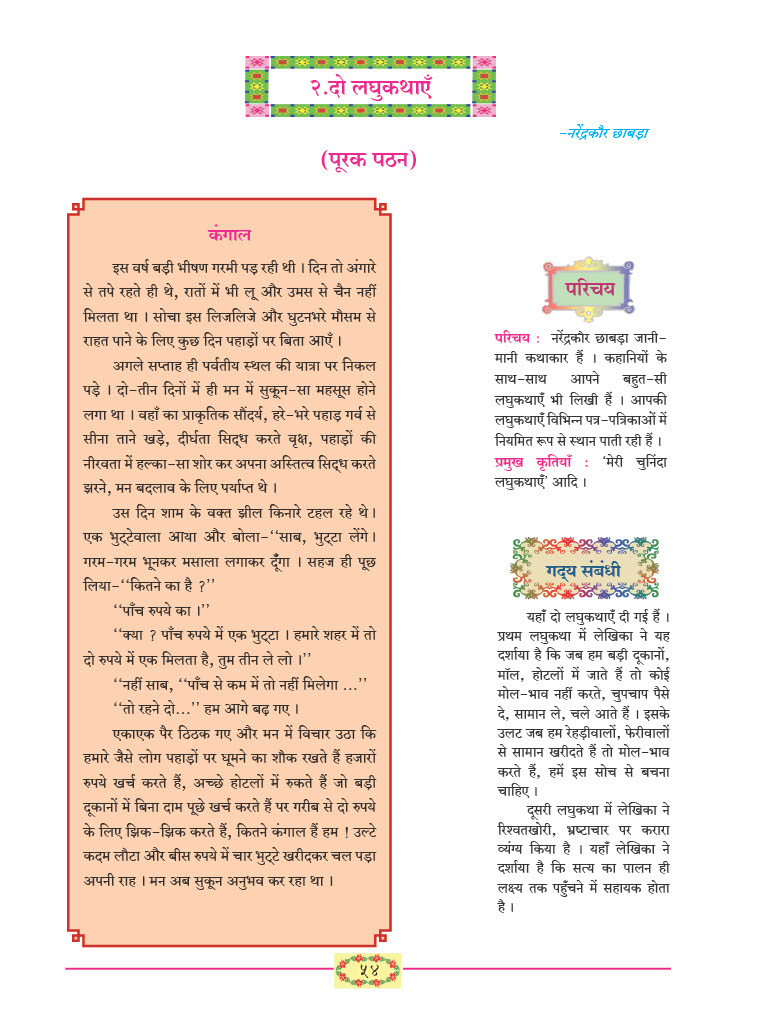 २.दो लघुकथाएँ
-नरेंद्रकौर छाबड़ा
(पूरक पठन)
कंगाल
इस वर्ष बड़ी भीषण गरमी पड़ रही थी । दिन तो अंगारे
से तपे रहते ही थे, रातों में भी लू और उमस से चैन नहीं
मिलता था । सोचा इस लिजलिजे और घुटनभरे मौसम से
राहत पाने के लिए कुछ दिन पहाड़ों पर बिता आएँ ।
अगले सप्ताह ही पर्वतीय स्थल की यात्रा पर निकल
पड़े । दो-तीन दिनों में ही मन में सुकून-सा महसूस होने
लगा था । वहाँ का प्राकृतिक सौंदर्य, हरे-भरे पहाड़ गर्व से
सीना ताने खड़े, दीर्घता सिद्ध करते वृक्ष, पहाड़ों की
नीरवता में हल्का-सा शोर कर अपना अस्तित्व सिद्ध करते
झरने, मन बदलाव के लिए पर्याप्त थे ।
उस दिन शाम के वक्त झील किनारे टहल रहे थे ।
एक भुट्टेवाला आया और बोला-‘‘साब, भुट्टा लेंगे ।
गरम-गरम भूनकर मसाला लगाकर दूँगा । सहज ही पूछ
लिया-‘‘कितने का है ?’’
‘‘पाँच रुपये का ।’’
‘‘क्या ? पाँच रुपये में एक भुट्टा । हमारे शहर में तो
दो रुपये में एक मिलता है, तुम तीन ले लो ।’’
‘‘नहीं साब, ‘‘पाँच से कम में तो नहीं मिलेगा ...’’
‘‘तो रहने दो...’’ हम आगे बढ़ गए ।
एकाएक पैर ठिठक गए और मन में विचार उठा कि
हमारे जैसे लोग पहाड़ों पर घूमने का शौक रखते हैं हजारों
रुपये खर्च करते हैं, अच्छे होटलों में रुकते हैं जो बड़ी
दूकानों में बिना दाम पूछे खर्च करते हैं पर गरीब से दो रुपये
के लिए झिक-झिक करते हैं, कितने कंगाल हैं हम ! उल्टे
कदम लौटा और बीस रुपये में चार भुट्टे खरीदकर चल पड़ा
अपनी राह । मन अब सुकून अनुभव कर रहा था ।
परिचय
परिचय : नरेंद्रकौर छाबड़ा जानी-
मानी कथाकार हैं । कहानियों के
साथ-साथ आपने बहुत-सी
लघुकथाएँ भी लिखी हैं । आपकी
लघुकथाएँ विभिन्न पत्र-पत्रिकाओं में
नियमित रूप से स्थान पाती रही हैं ।
प्रमुख कृतियाँ : ‘मेरी चुनिंदा
लघुकथाएँ’ आदि ।
गद्य संबंधी
यहाँ दो लघुकथाएँ दी गई हैं ।
प्रथम लघुकथा में लेखिका ने यह
दर्शाया है कि जब हम बड़ी दूकानों,
मॉल, होटलों में जाते हैं तो कोई
मोल-भाव नहीं करते, चुपचाप पैसे
दे, सामान ले, चले आते हैं । इसके
उलट जब हम रेहड़ीवालों, फेरीवालों
से सामान खरीदते हैं तो मोल-भाव
करते हैं, हमें इस सोच से बचना
चाहिए ।
दूसरी लघुकथा में लेखिका ने
रिश्वतखोरी, भ्रष्टाचार पर करारा
व्यंग्य किया है । यहाँ लेखिका ने
दर्शाया है कि सत्य का पालन ही
लक्ष्य तक पहुँचने में सहायक होता
है ।
५४